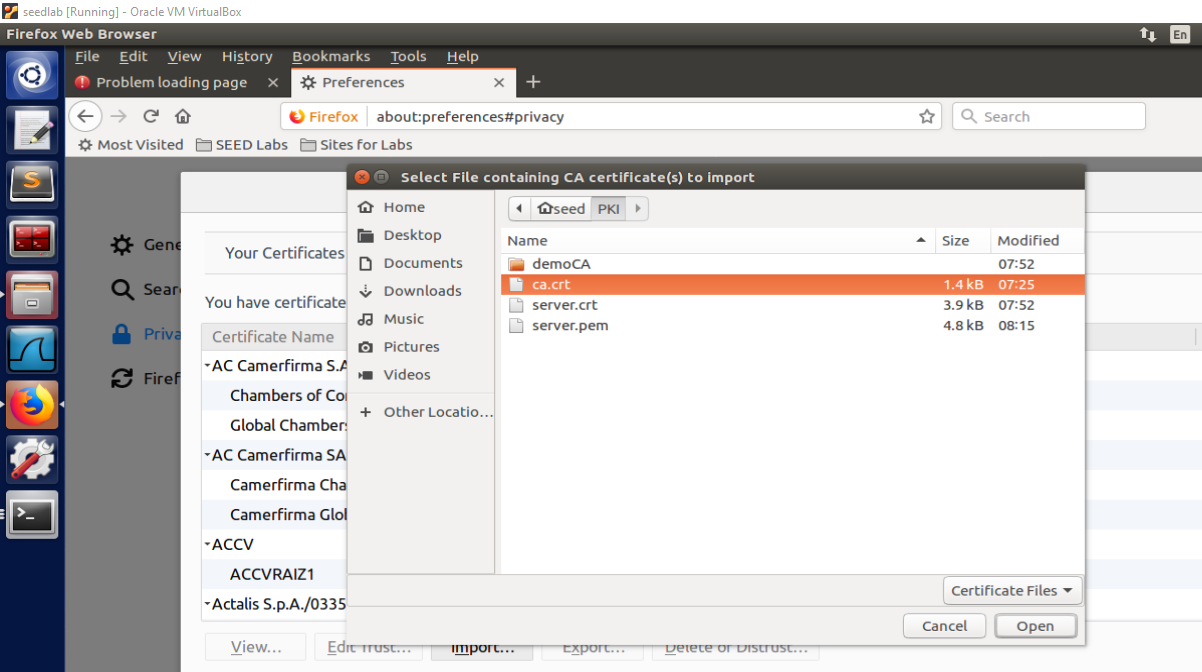 seedlab [Running] - Oracle VM VirtualBox
Firefox Web Browser
En
File Edit View History Bookmarks Tools Help
Problem loading page
Preferences
Firefox
about:preferences#privacy
Search
Most Visited
SEED Labs
Sites for Labs
Select File containing CA certificate(s) to import
Home
Desktop
Documents
Downloads
Music
Pictures
Videos
+ Other Locatio...
seed
PKI
Name Size Modified
demoCA 07:52
ca.crt 1.4 kB 07:25
server.crt 3.9 kB 07:52
server.pem 4.8 kB 08:15
Certificate Files
Cancel
Open
Your Certificates
You have certificate
Certificate Name
AC Camerfirma S.A
Chambers of Co
Global Chambers
AC Camerfirma SA
Camerfirma Cha
Camerfirma Glo
ACCV
ACCVRAIZ1
Actalis S.p.A./0335
View...
Edit Trust...
Import...
Export...
Delete or Distrust...
Gene
Sear
Priva
Firef